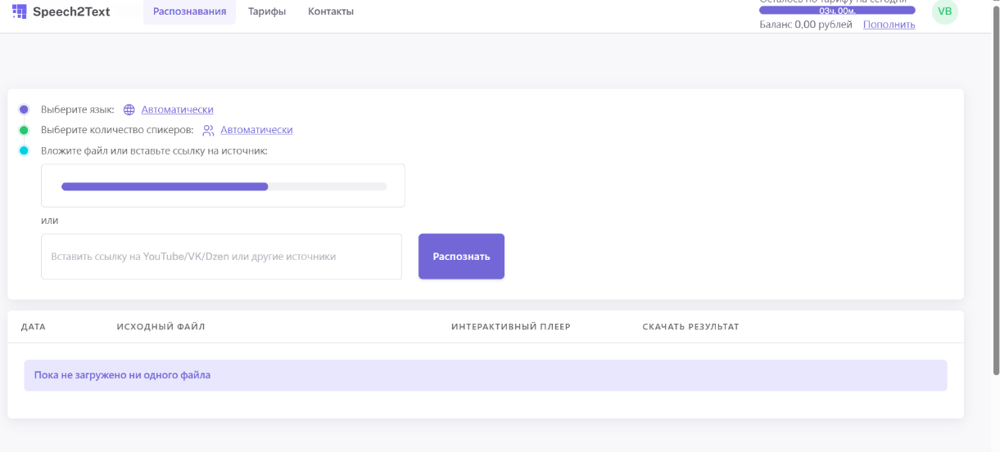 Speech2Text
Распознавания
Тарифы
Контакты
Осталось по тарифу на сегодня
03ч. 00м.
Баланс 0,00 рублей Пополнить
VB
Выберите язык: Автоматически
Выберите количество спикеров: Автоматически
Вложите файл или вставьте ссылку на источник:
или
Вставить ссылку на YouTube/VK/Dzen или другие источники
Распознать
ДАТА ИСХОДНЫЙ ФАЙЛ ИНТЕРАКТИВНЫЙ ПЛЕЕР СКАЧАТЬ РЕЗУЛЬТАТ
Пока не загружено ни одного файла